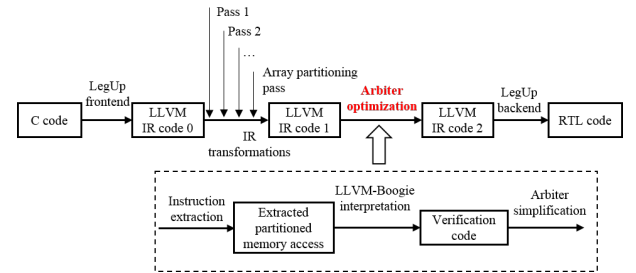 Pass 1
Pass 2
...
Array partitioning
pass
LegUp
frontend
Arbiter
optimization
LegUp
backend
C code
LLVM
IR code 0
IR
transformations
LLVM
IR code 1
LLVM
IR code 2
RTL code
Instruction
extraction
Extracted
partitioned
memory access
LLVM-Boogie
interpretation
Verification
code
Arbiter
simplification